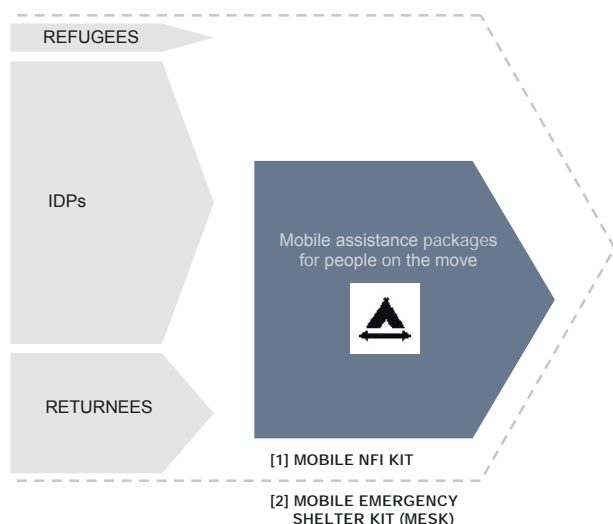 REFUGEES
IDPs
RETURNEES
Mobile assistance packages
for people on the move
[1] MOBILE NFI KIT
[2] MOBILE EMERGENCY
SHELTER KIT (MESK)